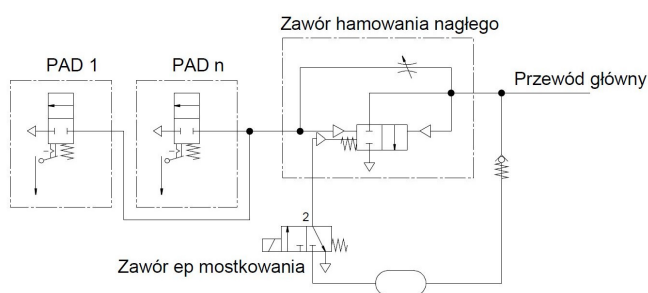 Zawór hamowania nagłego
PAD 1
PAD n
Przewód główny
2
Zawór ep mostkowania